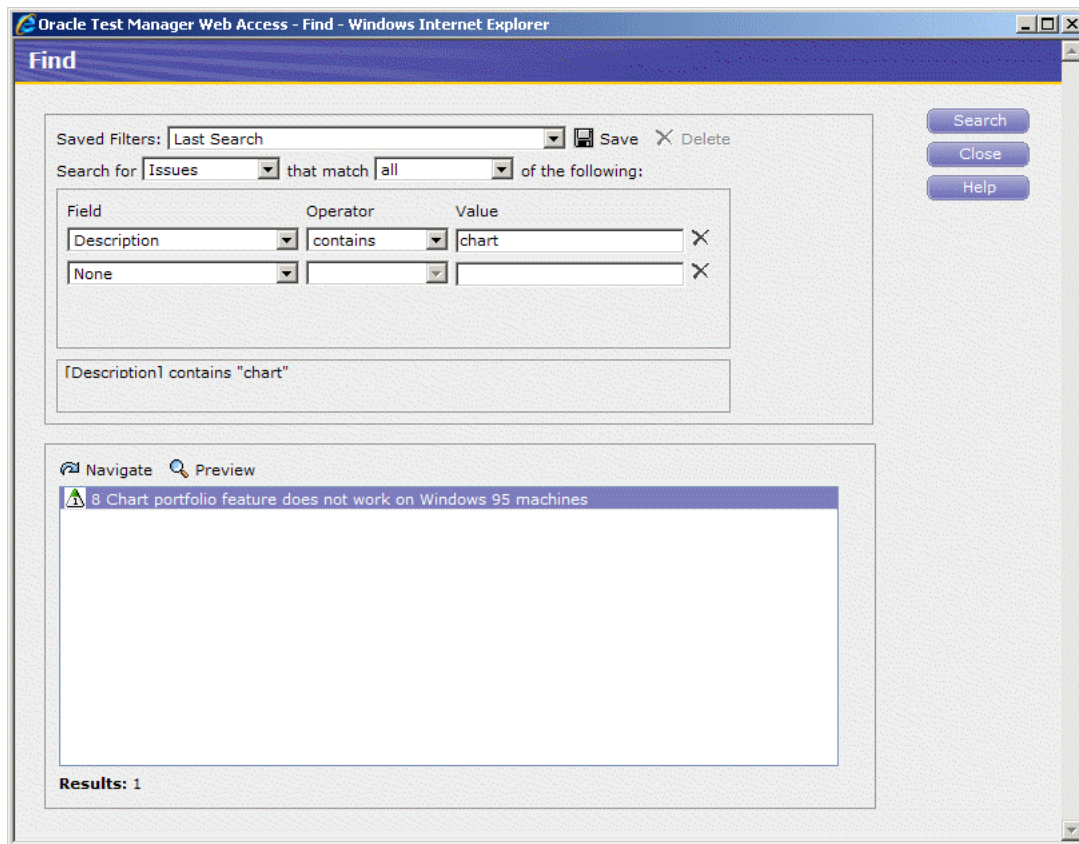 Oracle Test Manager Web Access - Find - Windows Internet Explorer
Find
Search
Saved Filters: Last Search Save Delete
Close
Search for Issues that match all of the following:
Help
Field Operator Value
Description contains chart
None
[Description] contains "chart"
Navigate Preview
8 Chart portfolio feature does not work on Windows 95 machines
Results: 1